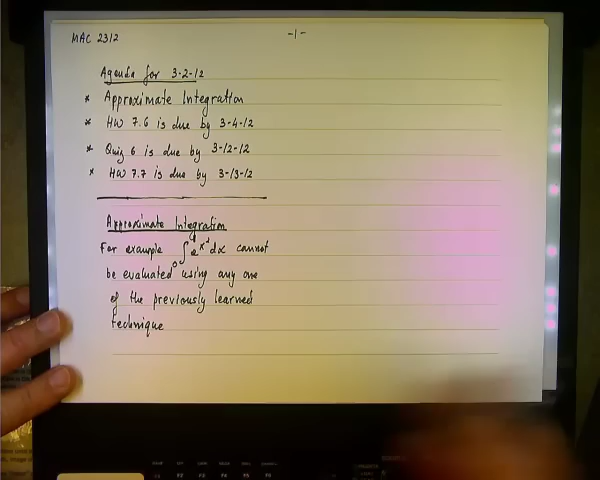 MAC 2312
-1-
Agenda for 3-2-12
* Approximate Integration
* HW 7.6 is due by 3-4-12
* Quiz 6 is due by 3-12-12
* HW 7.7 is due by 3-13-12
Approximate Integration
For example ∫₀⁴ eˣ² dx cannot
be evaluated using any one
of the previously learned
technique